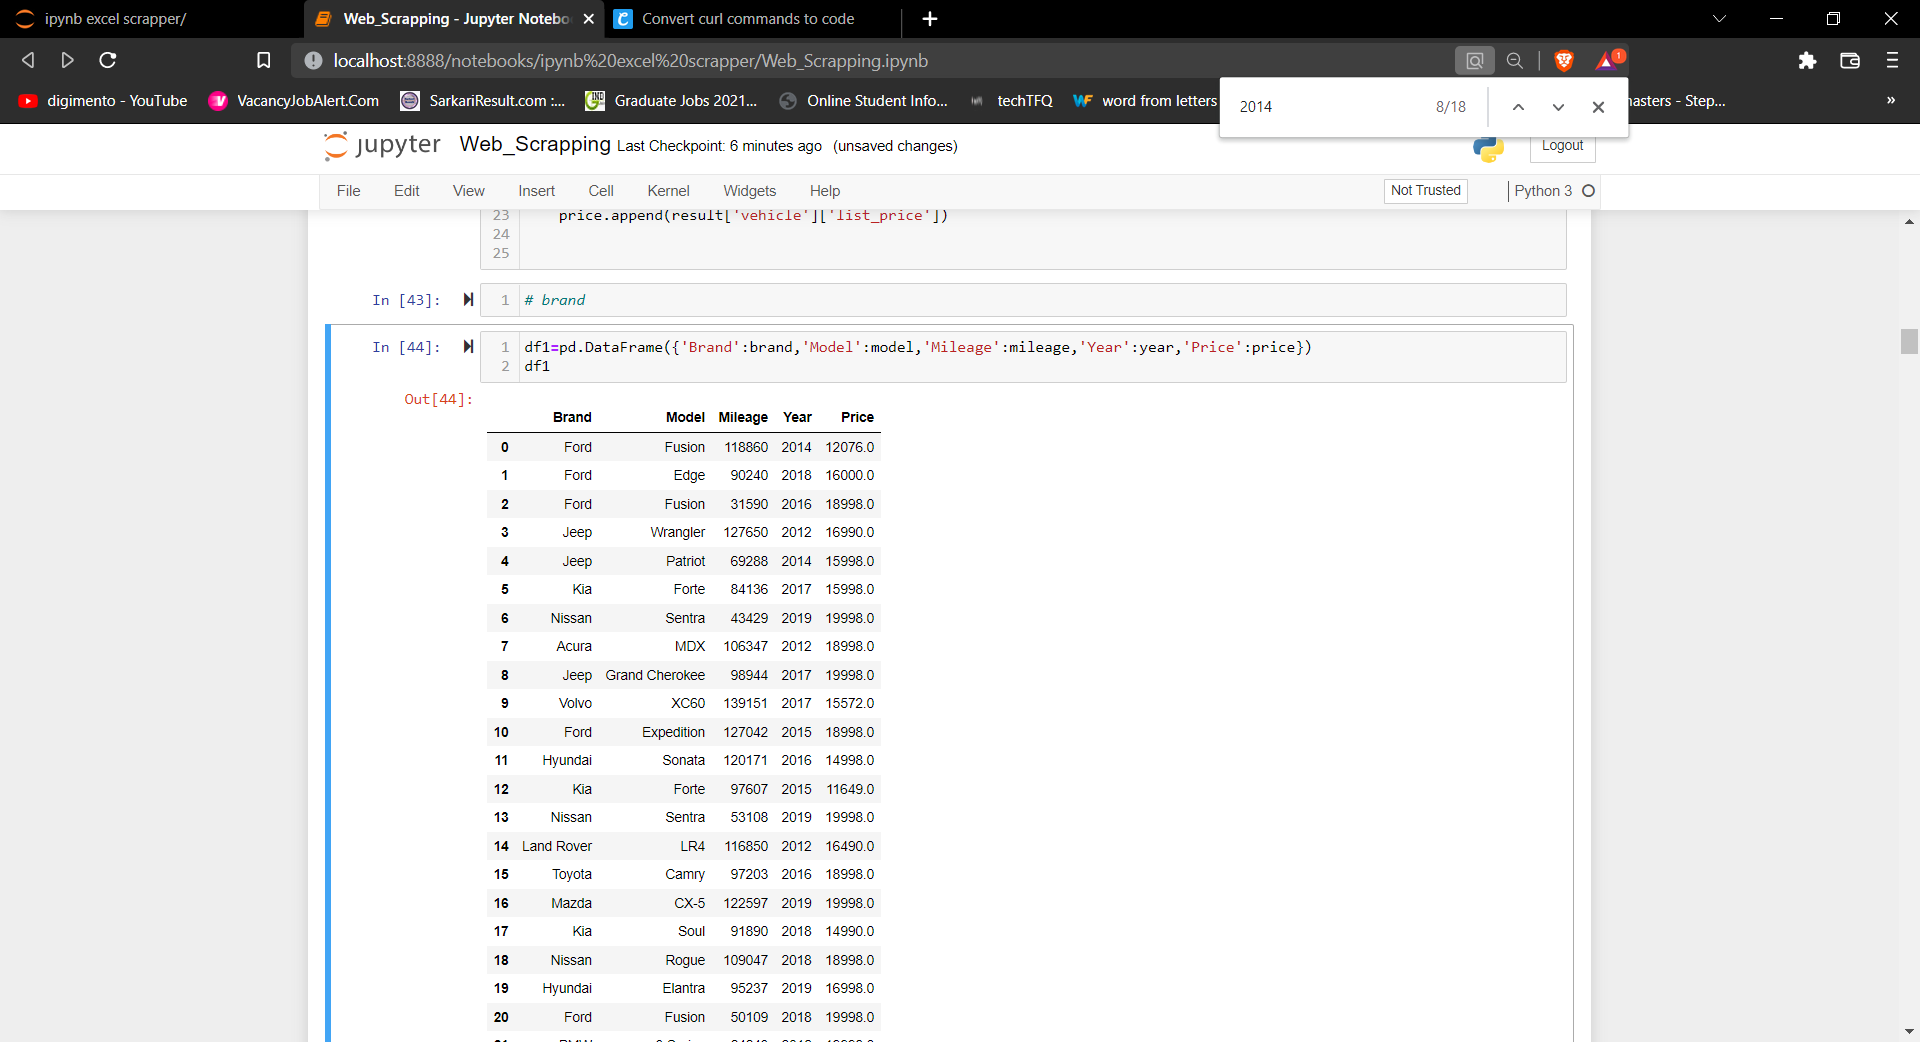 ipynb excel scrapper/
Web_Scrapping - Jupyter Notebo
Convert curl commands to code
localhost:8888/notebooks/ipynb%20excel%20scrapper/Web_Scrapping.ipynb
1
digimento - YouTube
VacancyJobAlert.Com
SarkariResult.com :...
Graduate Jobs 2021...
Online Student Info...
techTFQ
WF word from letters
masters - Step...
»
2014 8/18
jupyter Web_Scrapping Last Checkpoint: 6 minutes ago (unsaved changes)
Logout
File Edit View Insert Cell Kernel Widgets Help
Not Trusted
Python 3
23 price.append(result['vehicle']['list_price'])
24
25
In [43]: 1 # brand
In [44]: 1 df1=pd.DataFrame({'Brand':brand,'Model':model,'Mileage':mileage,'Year':year,'Price':price})
2 df1
Out[44]:
Brand Model Mileage Year Price
0 Ford Fusion 118860 2014 12076.0
1 Ford Edge 90240 2018 16000.0
2 Ford Fusion 31590 2016 18998.0
3 Jeep Wrangler 127650 2012 16990.0
4 Jeep Patriot 69288 2014 15998.0
5 Kia Forte 84136 2017 15998.0
6 Nissan Sentra 43429 2019 19998.0
7 Acura MDX 106347 2012 18998.0
8 Jeep Grand Cherokee 98944 2017 19998.0
9 Volvo XC60 139151 2017 15572.0
10 Ford Expedition 127042 2015 18998.0
11 Hyundai Sonata 120171 2016 14998.0
12 Kia Forte 97607 2015 11649.0
13 Nissan Sentra 53108 2019 19998.0
14 Land Rover LR4 116850 2012 16490.0
15 Toyota Camry 97203 2016 18998.0
16 Mazda CX-5 122597 2019 19998.0
17 Kia Soul 91890 2018 14990.0
18 Nissan Rogue 109047 2018 18998.0
19 Hyundai Elantra 95237 2019 16998.0
20 Ford Fusion 50109 2018 19998.0